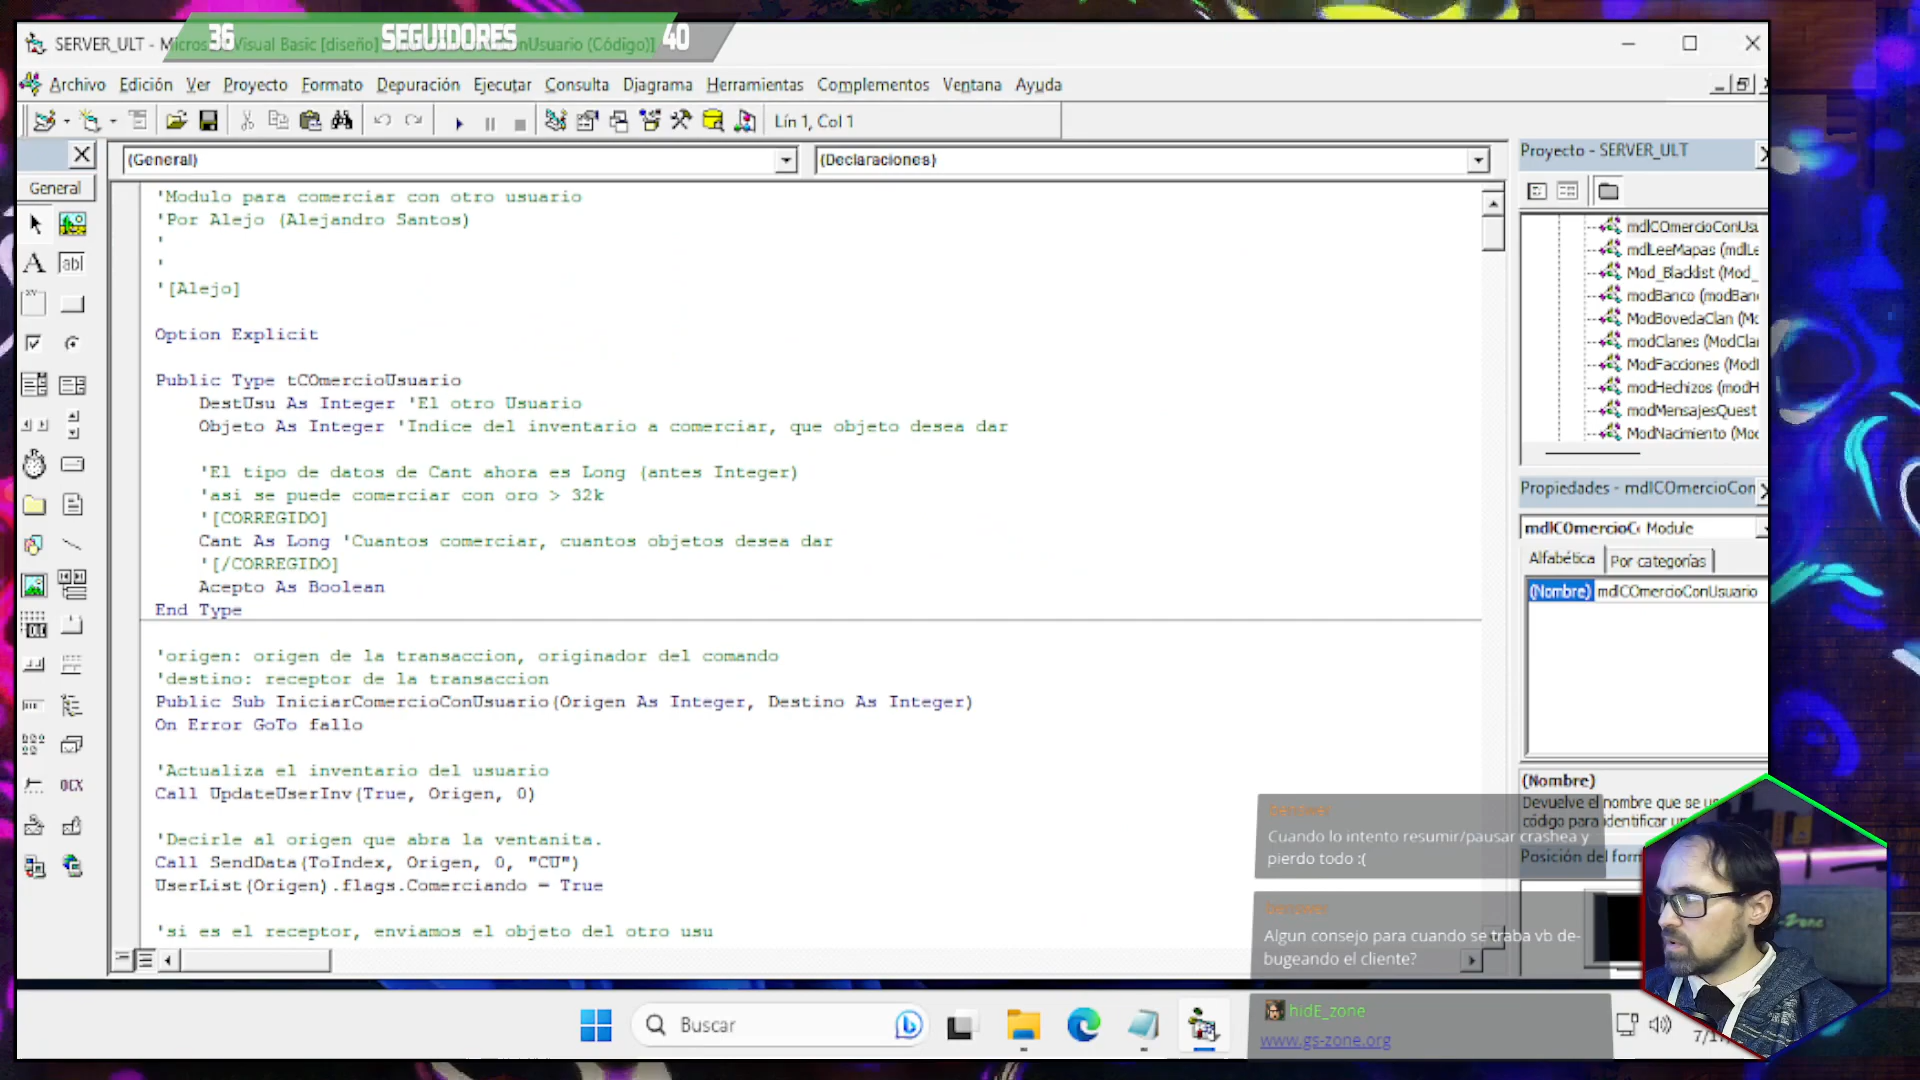 36 SEGUIDORES 40
SERVER_ULT - Micros Visual Basic [diseño] onUsuario (Código)]
Archivo Edición Ver Proyecto Formato Depuración Ejecutar Consulta Diagrama Herramientas Complementos Ventana Ayuda
Lín 1, Col 1
General
(General)
(Declaraciones)
'Modulo para comerciar con otro usuario
'Por Alejo (Alejandro Santos)
'
'
'[Alejo]
Option Explicit
Public Type tCOmercioUsuario
DestUsu As Integer 'El otro Usuario
Objeto As Integer 'Indice del inventario a comerciar, que objeto desea dar
'El tipo de datos de Cant ahora es Long (antes Integer)
'asi se puede comerciar con oro > 32k
'[CORREGIDO]
Cant As Long 'Cuantos comerciar, cuantos objetos desea dar
'[/CORREGIDO]
Acepto As Boolean
End Type
'origen: origen de la transaccion, originador del comando
'destino: receptor de la transaccion
Public Sub IniciarComercioConUsuario(Origen As Integer, Destino As Integer)
On Error GoTo fallo
'Actualiza el inventario del usuario
Call UpdateUserInv(True, Origen, 0)
'Decirle al origen que abra la ventanita.
Call SendData(ToIndex, Origen, 0, "CU")
UserList(Origen).flags.Comerciando = True
'si es el receptor, enviamos el objeto del otro usu
Proyecto - SERVER_ULT
mdlCOmercioConUsu
mdlLeeMapas (mdlLe
Mod_Blacklist (Mod_
modBanco (modBan
ModBovedaClan (Mo
modClanes (ModClan
ModFacciones (ModF
modHechizos (modH
modMensajesQuest
ModNacimiento (Mod
Propiedades - mdlCOmercioCon
mdlCOmercioC Module
Alfabética Por categorías
(Nombre) mdlCOmercioConUsuario
(Nombre)
Devuelve el nombre que se us
código para identificar un
Posición del form
Cuando lo intento resumir/pausar crashea y
pierdo todo :(
Algun consejo para cuando se traba vb de-
bugeando el cliente?
hidE_zone
www.gs-zone.org
Buscar